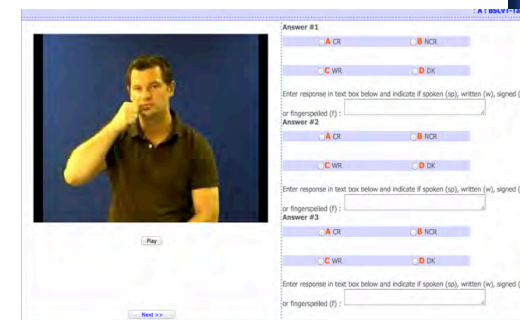 : A : BSLVT-Ta
Answer #1
A CR
B NCR
C WR
D DK
Enter response in text box below and indicate if spoken (sp), written (w), signed (
or fingerspelled (f) :
Answer #2
A CR
B NCR
C WR
D DK
Enter response in text box below and indicate if spoken (sp), written (w), signed (
or fingerspelled (f) :
Answer #3
A CR
B NCR
C WR
D DK
Enter response in text box below and indicate if spoken (sp), written (w), signed (
or fingerspelled (f) :
Play
Next >>